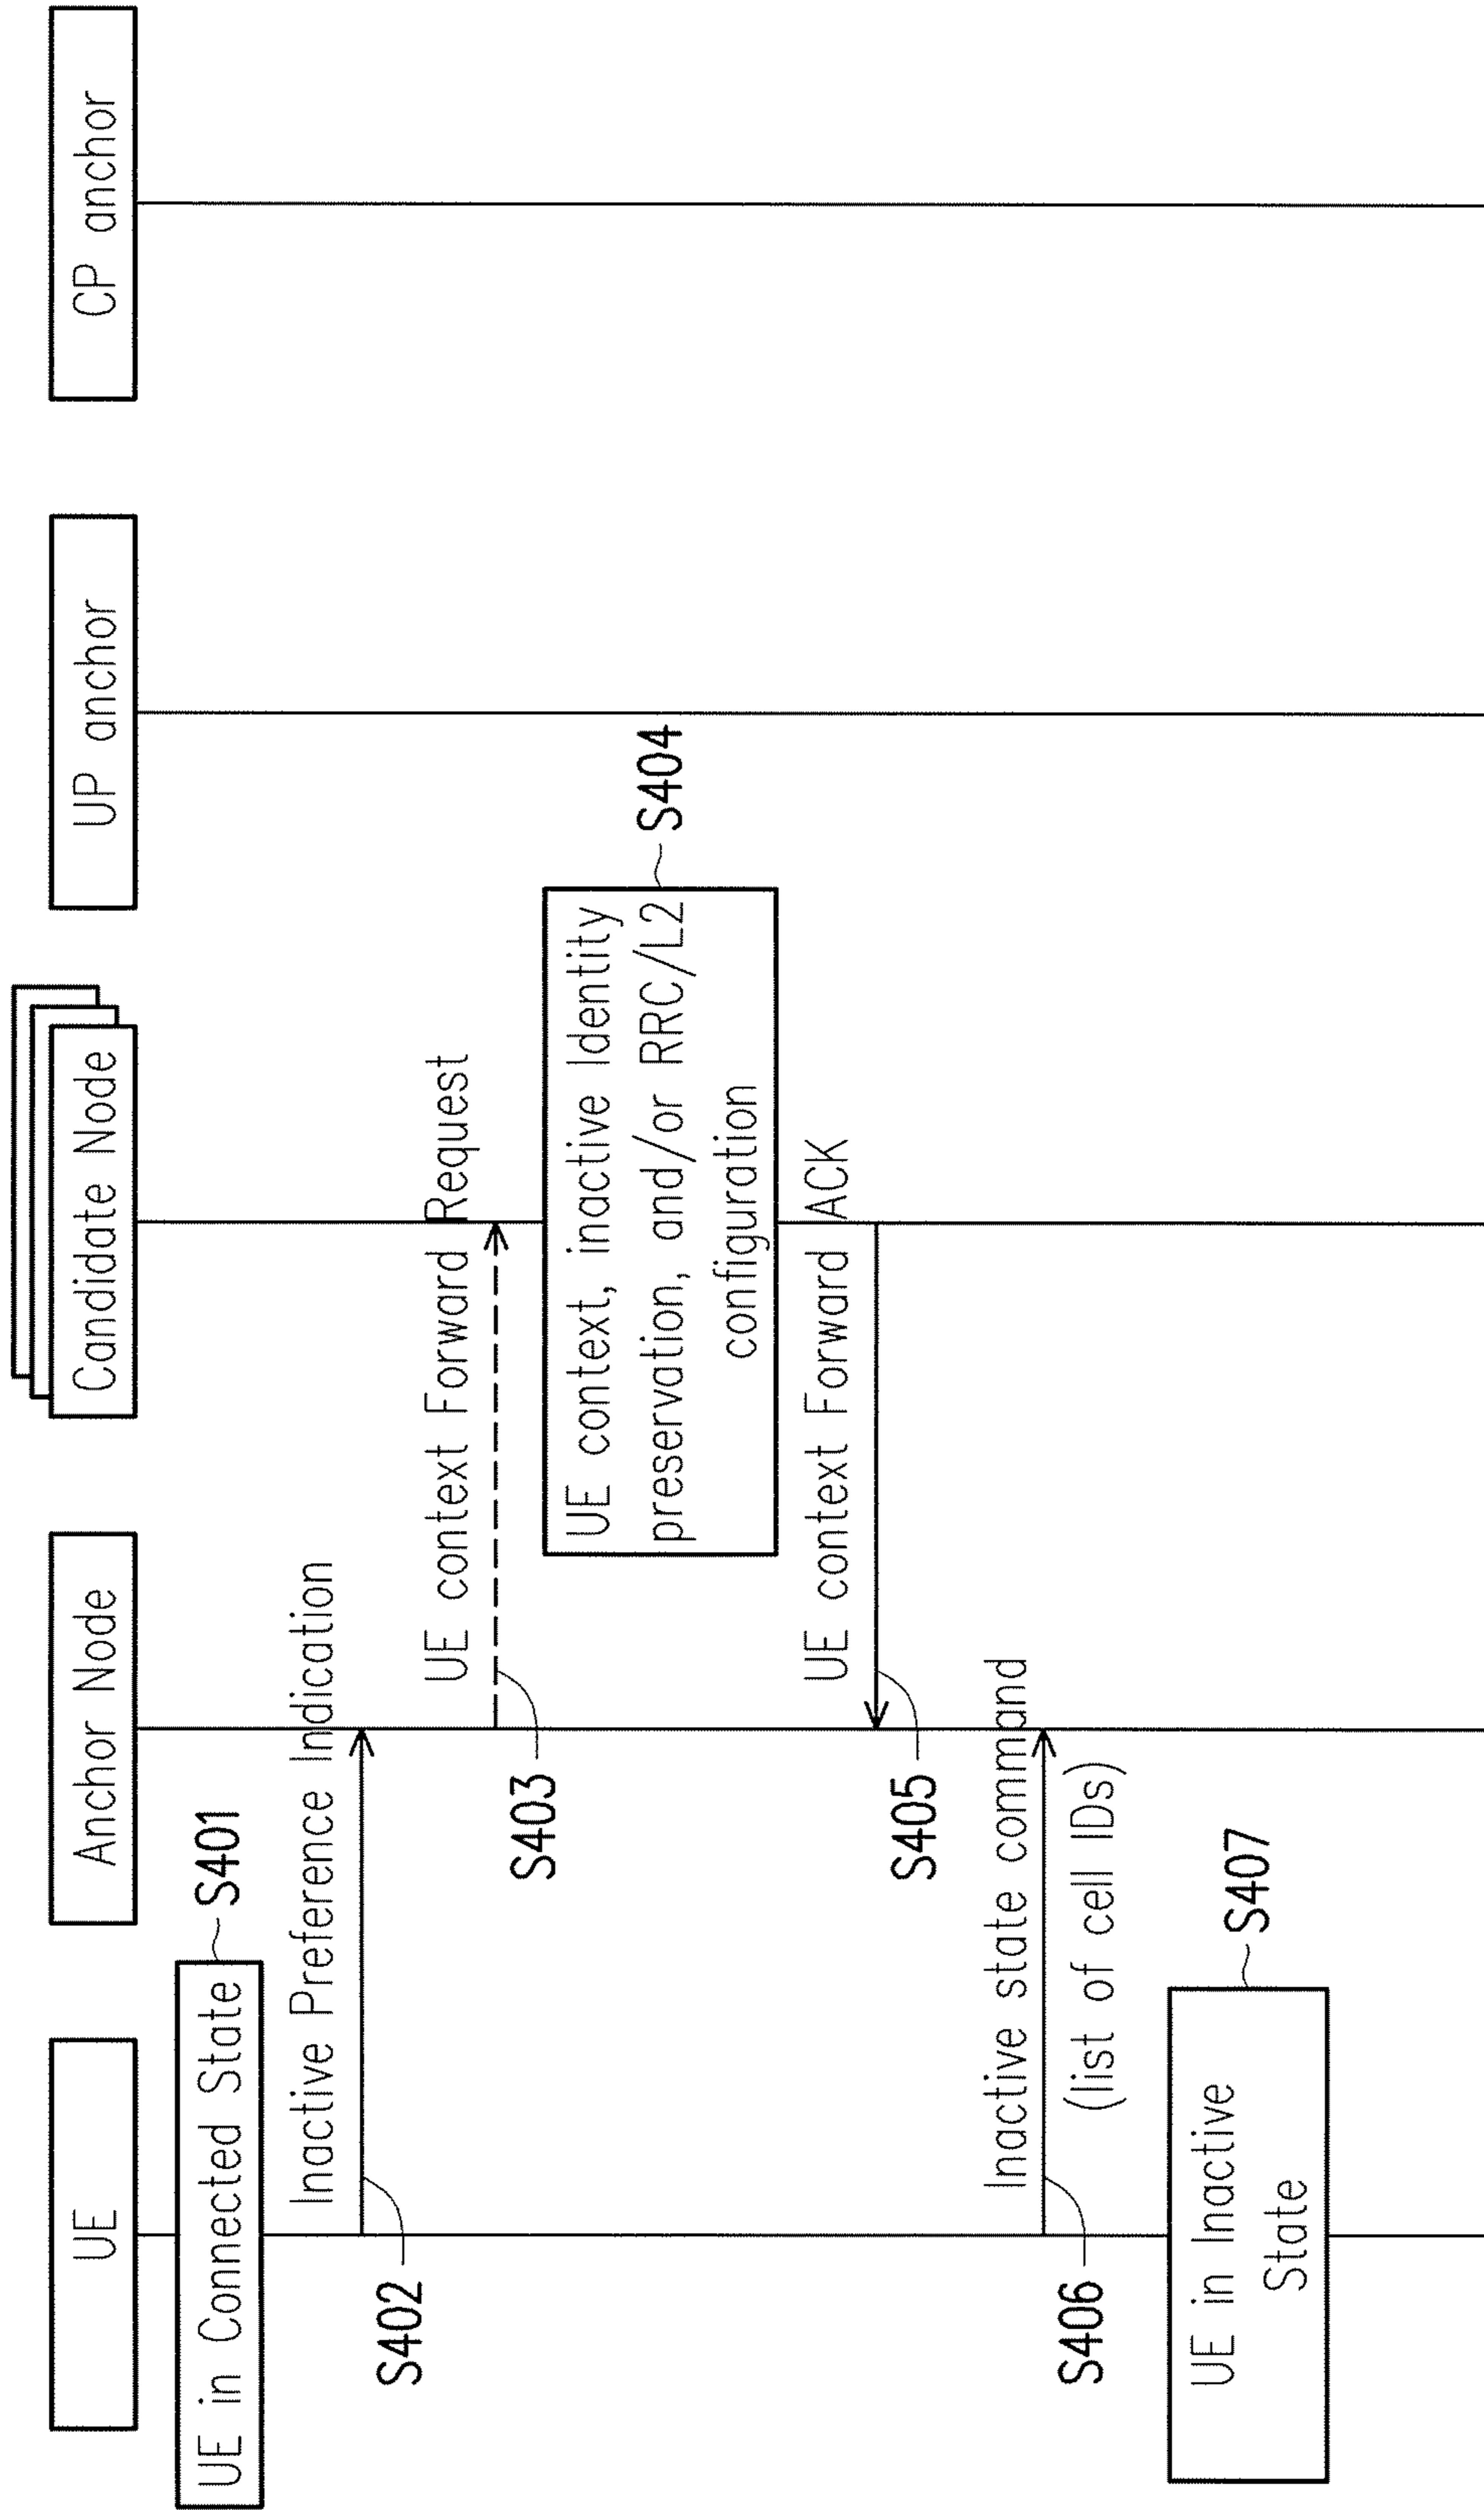 UE
Anchor Node
Candidate Node
UP anchor
CP anchor
UE in Connected State
S401
Inactive Preference Indication
S402
UE context Forward Request
S403
UE context, inactive Identity
preservation, and/or RRC/L2
configuration
S404
UE context Forward ACK
S405
Inactive state command
(list of cell IDs)
S406
UE in Inactive
State
S407